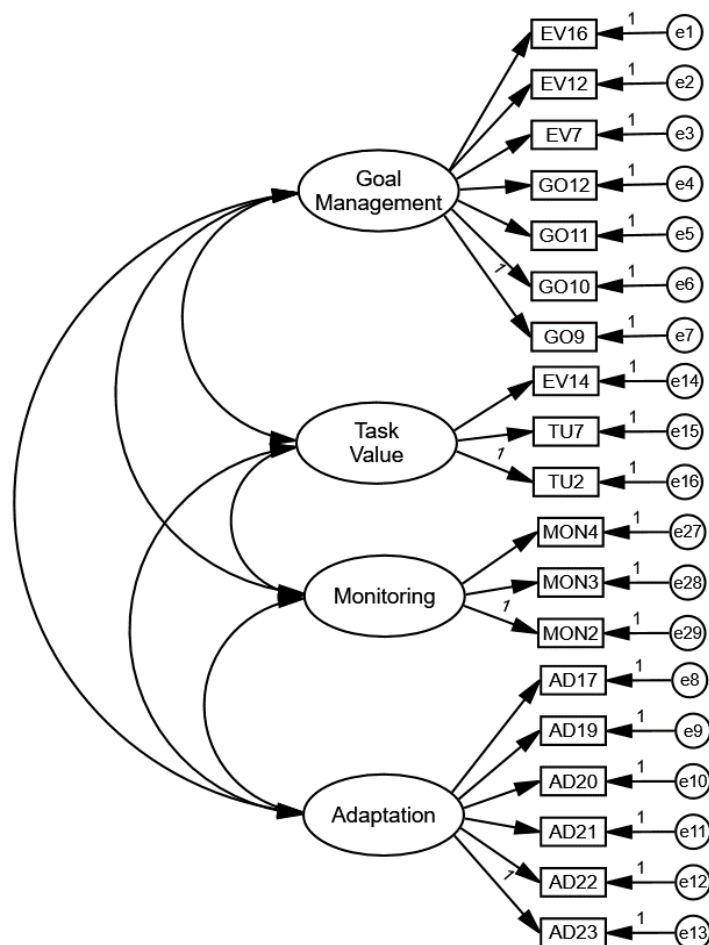 EV16 1 e1
EV12 1 e2
EV7 1 e3
Goal
Management
GO12 1 e4
GO11 1 e5
1 GO10 1 e6
GO9 1 e7
EV14 1 e14
Task
Value
TU7 1 e15
1 TU2 1 e16
MON4 1 e27
Monitoring
MON3 1 e28
1 MON2 1 e29
AD17 1 e8
AD19 1 e9
AD20 1 e10
Adaptation
AD21 1 e11
1 AD22 1 e12
AD23 1 e13